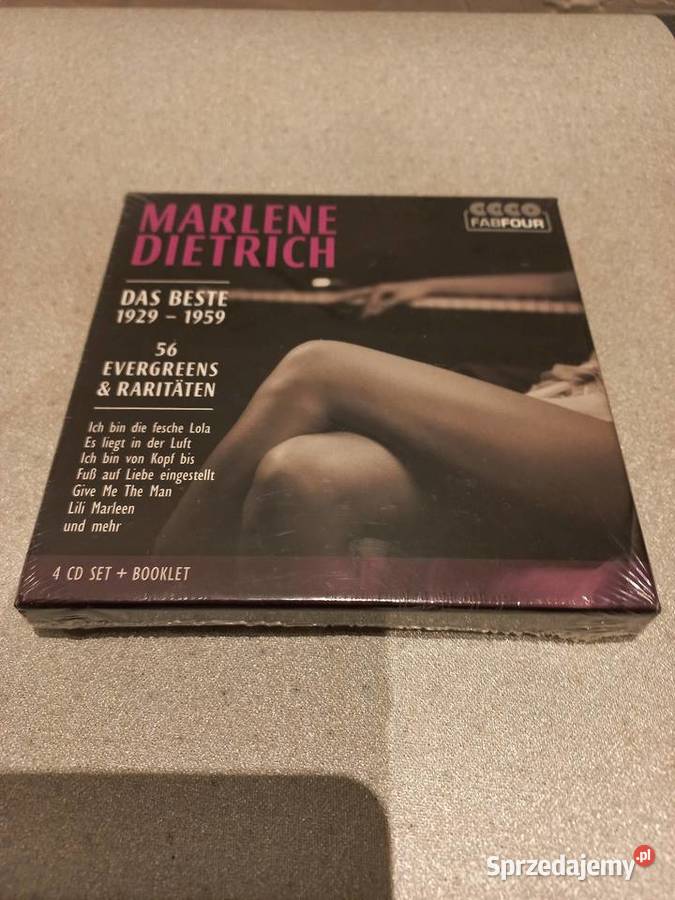 MARLENE
DIETRICH
FABFOUR
DAS BESTE
1929 – 1959
56
EVERGREENS
& RARITÄTEN
Ich bin die fesche Lola
Es liegt in der Luft
Ich bin von Kopf bis
Fuß auf Liebe eingestellt
Give Me The Man
Lili Marleen
und mehr
4 CD SET + BOOKLET
Sprzedajemy.pl